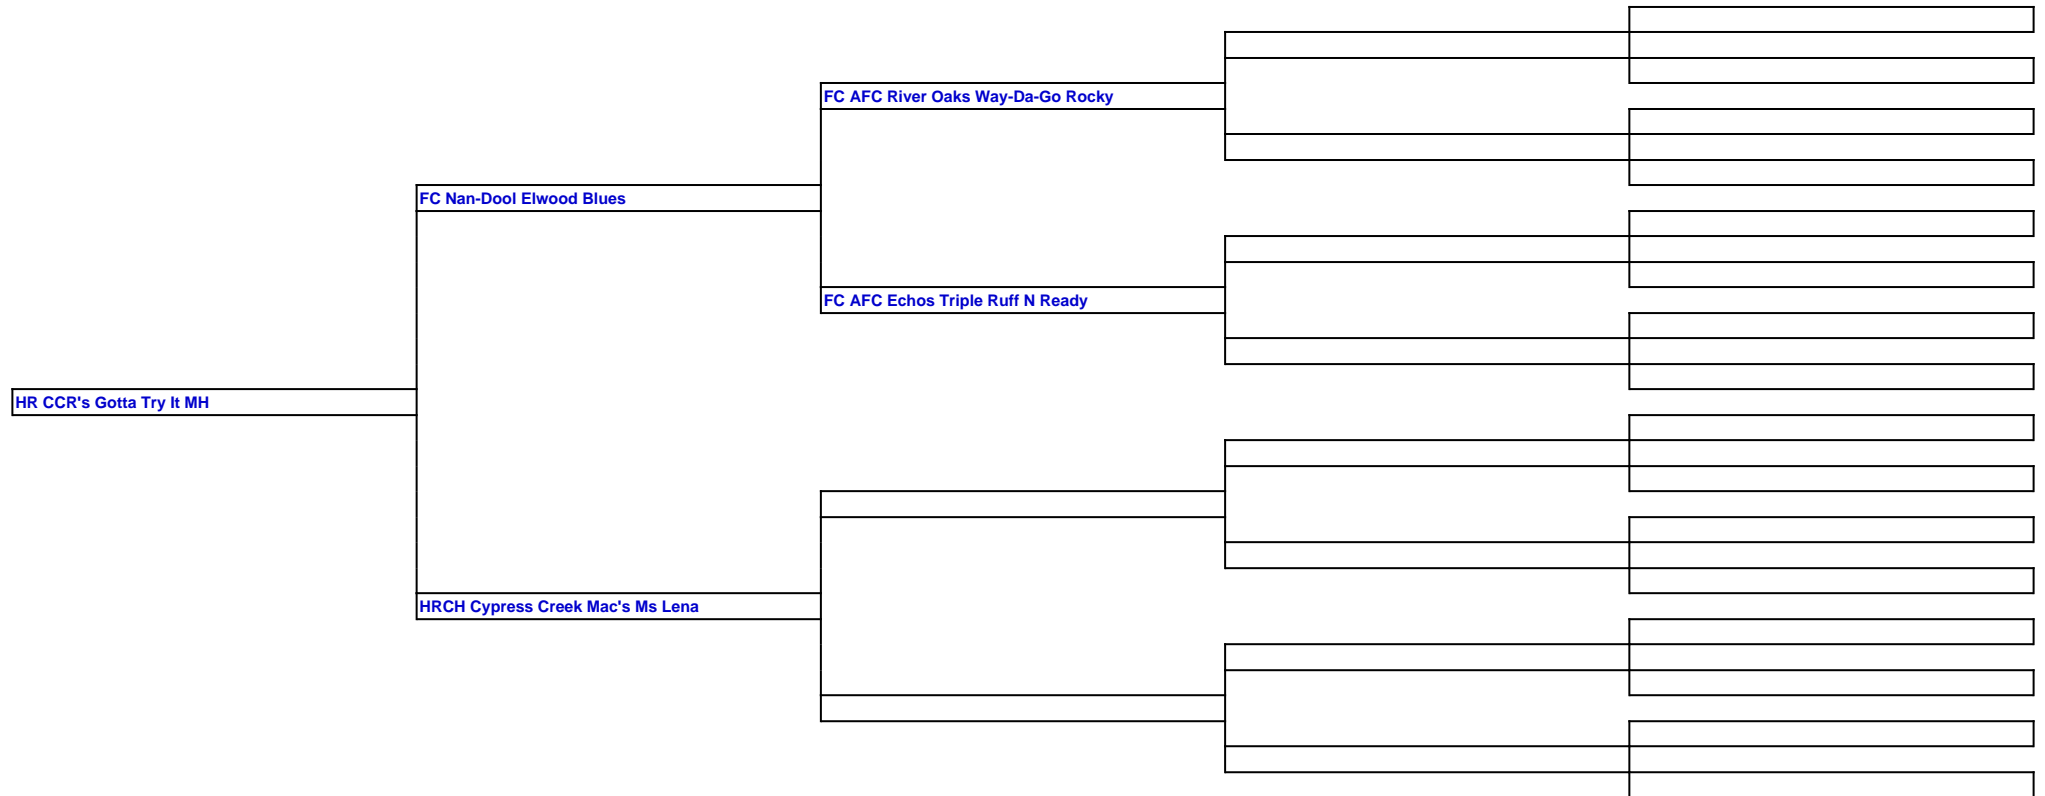 FC AFC River Oaks Way-Da-Go Rocky
FC Nan-Dool Elwood Blues
FC AFC Echos Triple Ruff N Ready
HR CCR's Gotta Try It MH
HRCH Cypress Creek Mac's Ms Lena